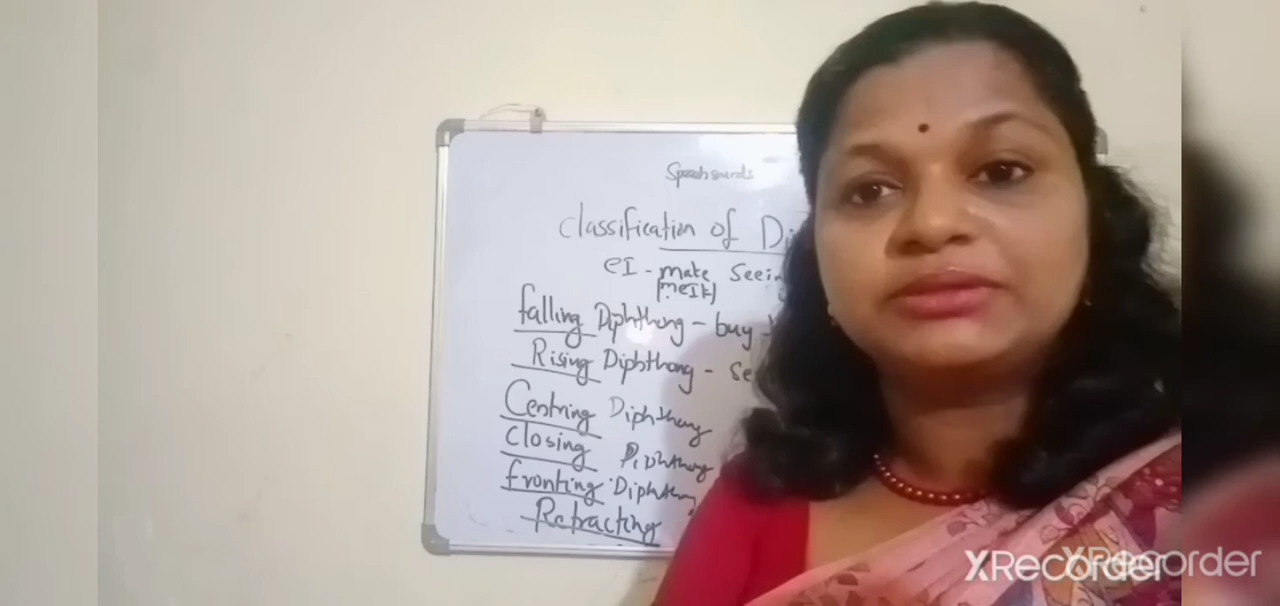 Speech sounds
Classification of Di
eI - make Seein
[meIk]
falling Diphthong - buy
Rising Diphthong - Se
Centring Diphthong
Closing Diphthong
fronting Diphthong
Retracting
XRecorder XRecorder